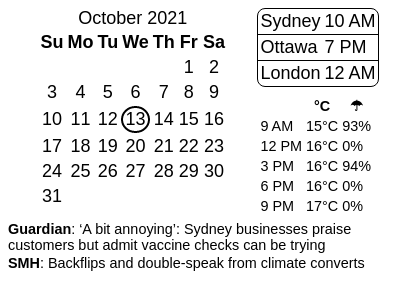 October 2021
Su Mo Tu We Th Fr Sa
1 2
3 4 5 6 7 8 9
10 11 12 13 14 15 16
17 18 19 20 21 22 23
24 25 26 27 28 29 30
31
Sydney 10 AM
Ottawa 7 PM
London 12 AM
°C ☂
9 AM 15°C 93%
12 PM 16°C 0%
3 PM 16°C 94%
6 PM 16°C 0%
9 PM 17°C 0%
Guardian: ‘A bit annoying’: Sydney businesses praise
customers but admit vaccine checks can be trying
SMH: Backflips and double-speak from climate converts